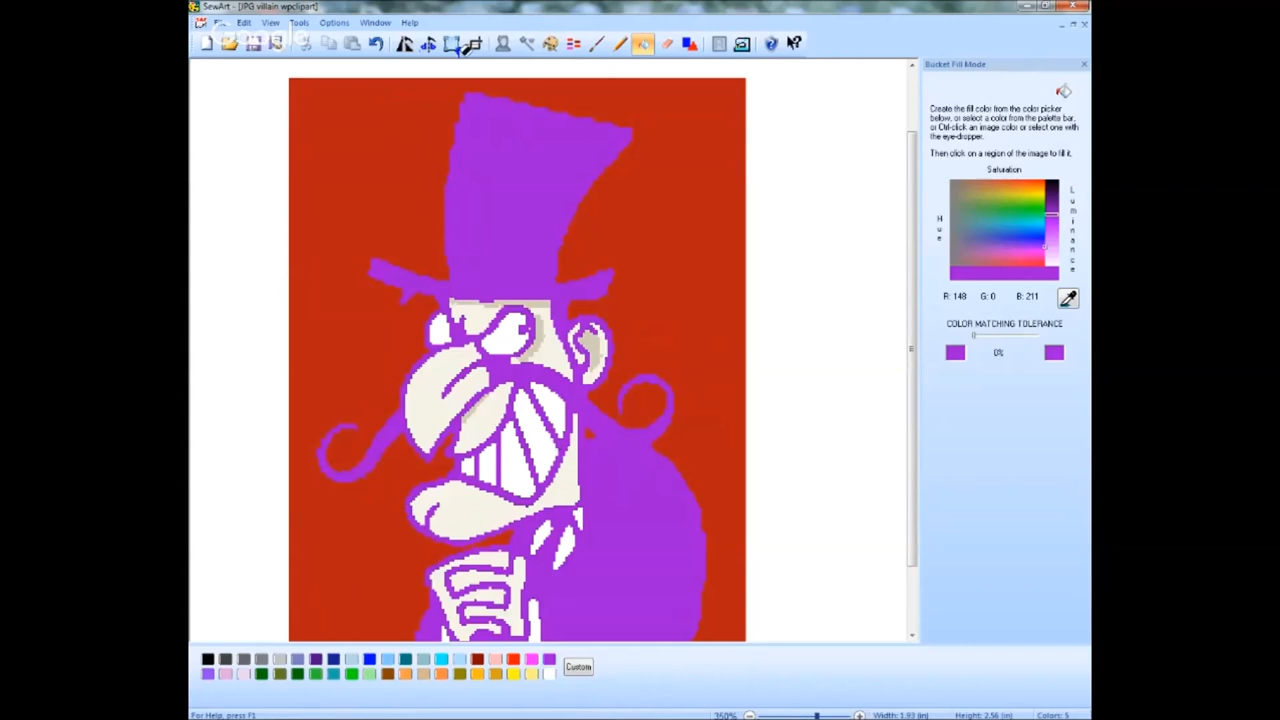 SewArt - [JPG villain wpclipart]
Edit View Tools Options Window Help
Google
Bucket Fill Mode
Create the fill color from the color picker
below, or select a color from the palette bar,
or Ctrl-click an image color or select one with
the eye-dropper.
Then click on a region of the image to fill it.
Saturation
Hue
Luminance
R: 148 G: 0 B: 211
COLOR MATCHING TOLERANCE
0%
Custom
For Help, press F1
350%
Width: 1.93 (in)
Height: 2.56 (in)
Colors: 5